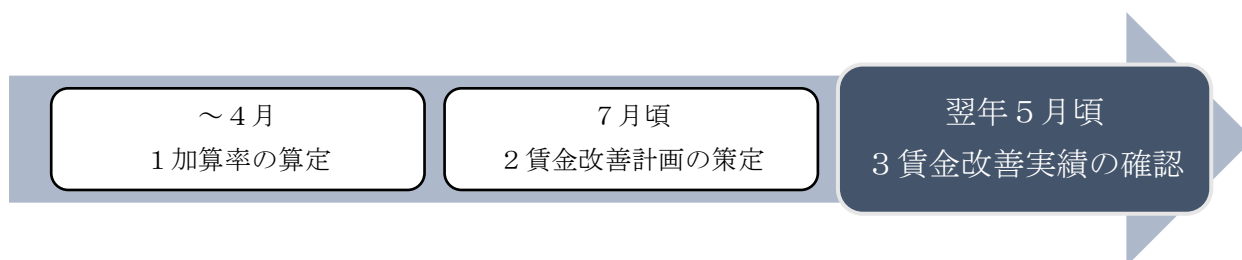 ～４月
１加算率の算定
７月頃
２賃金改善計画の策定
翌年５月頃
３賃金改善実績の確認